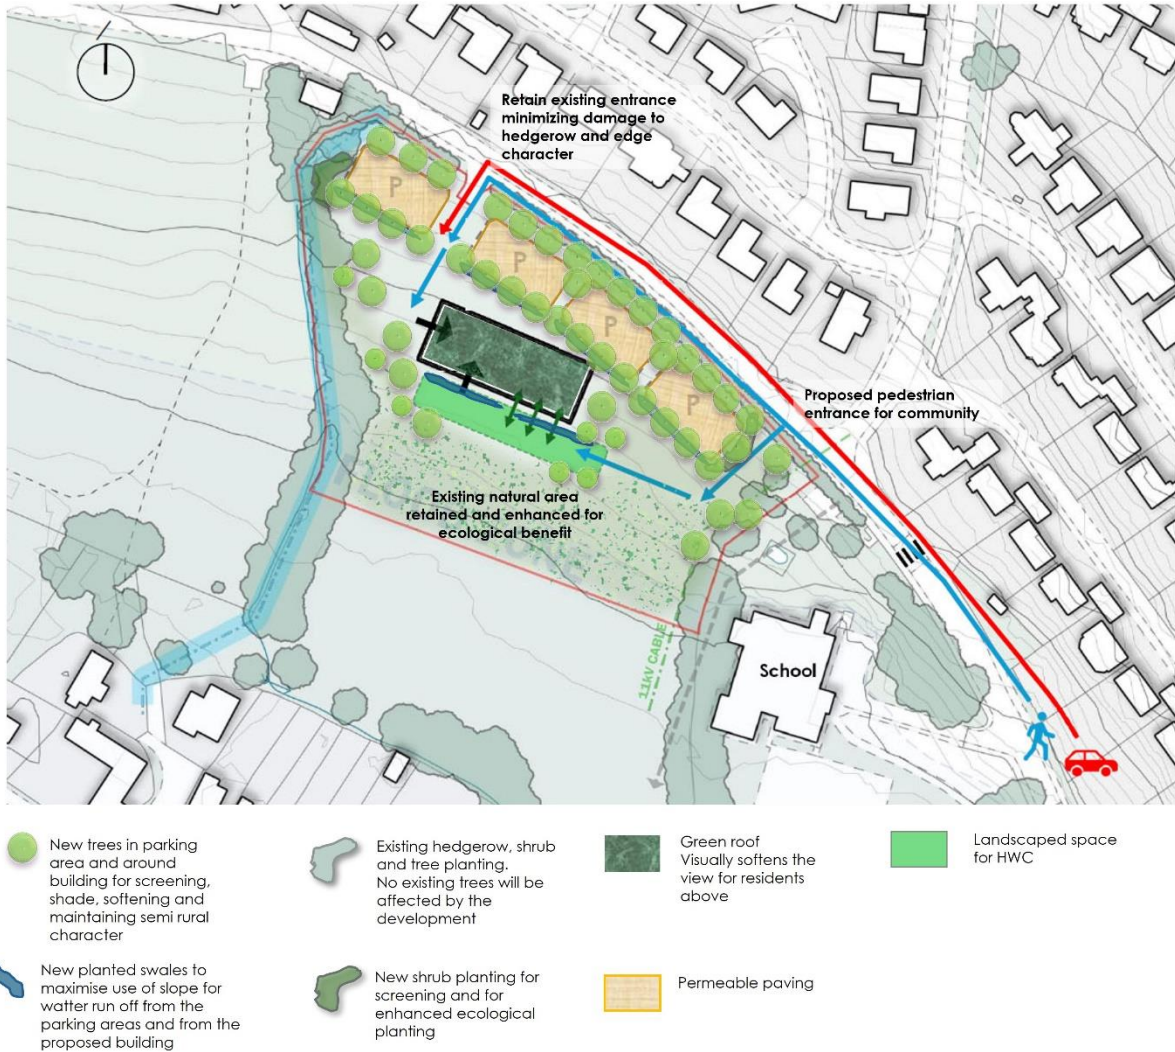 Retain existing entrance
minimizing damage to
hedgerow and edge
character
P
P
P
P
Proposed pedestrian
entrance for community
Existing natural area
retained and enhanced for
ecological benefit
11KV CABLE
School
New trees in parking
area and around
building for screening,
shade, softening and
maintaining semi rural
character
Existing hedgerow, shrub
and tree planting.
No existing trees will be
affected by the
development
Green roof
Visually softens the
view for residents
above
Landscaped space
for HWC
New planted swales to
maximise use of slope for
watter run off from the
parking areas and from the
proposed building
New shrub planting for
screening and for
enhanced ecological
planting
Permeable paving